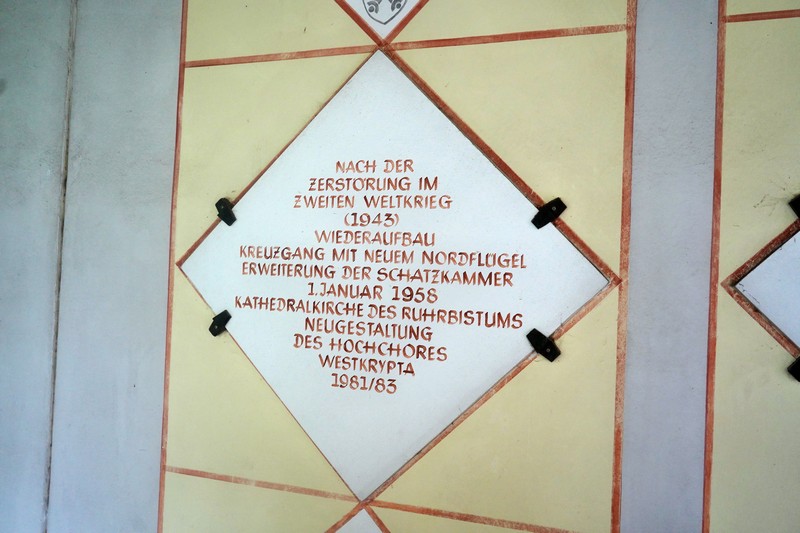 NACH DER
ZERSTÖRUNG IM
ZWEITEN WELTKRIEG
(1943)
WIEDERAUFBAU
KREUZGANG MIT NEUEM NORDFLÜGEL
ERWEITERUNG DER SCHATZKAMMER
1. JANUAR 1958
KATHEDRALKIRCHE DES RUHRBISTUMS
NEUGESTALTUNG
DES HOCHCHORES
WESTKRYPTA
1981/83